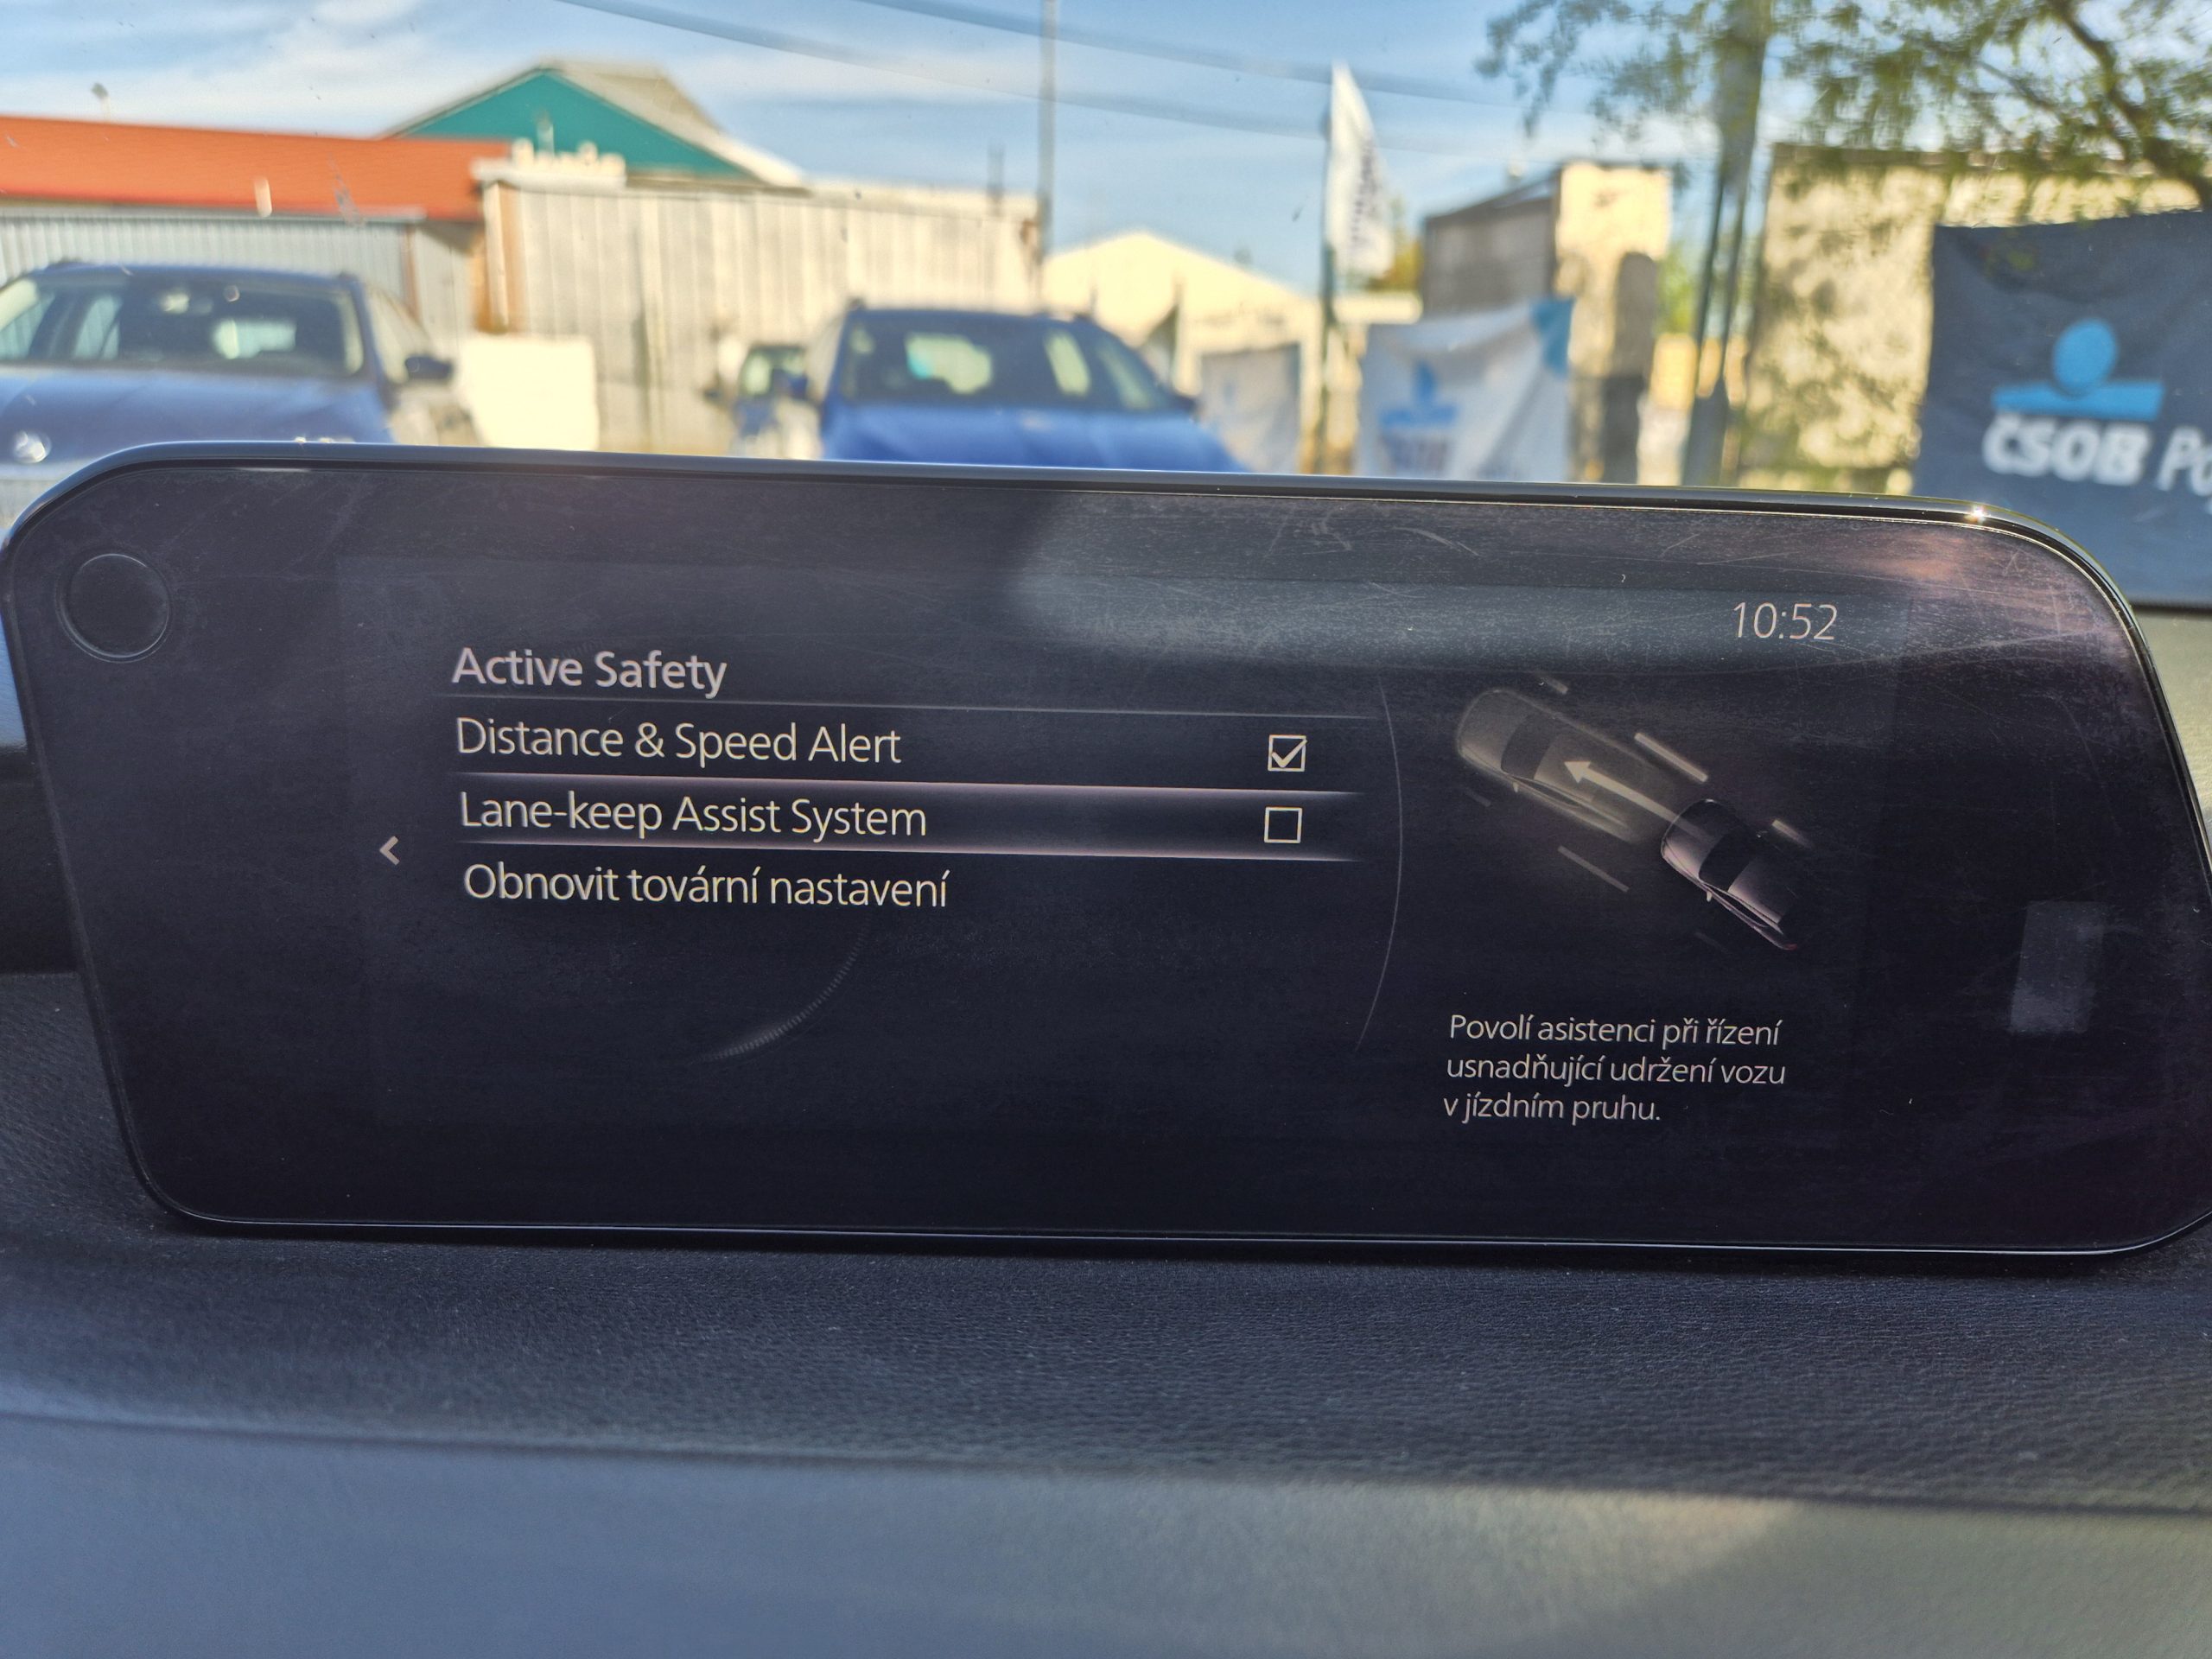 10:52
Active Safety
Distance & Speed Alert
Lane-keep Assist System
Obnovit tovární nastavení
Povolí asistenci při řízení
usnadňující udržení vozu
v jízdním pruhu.
ČSOB